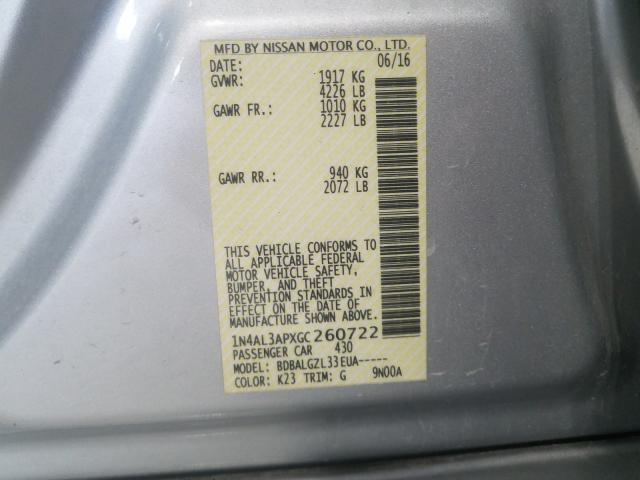 MFD BY NISSAN MOTOR CO., LTD.
DATE: 06/16
GVWR: 1917 KG
4226 LB
GAWR FR.: 1010 KG
2227 LB
GAWR RR.: 940 KG
2072 LB
THIS VEHICLE CONFORMS TO
ALL APPLICABLE FEDERAL
MOTOR VEHICLE SAFETY,
BUMPER, AND THEFT
PREVENTION STANDARDS IN
EFFECT ON THE DATE OF
MANUFACTURE SHOWN ABOVE.
1N4AL3APXGC260722
PASSENGER CAR 430
MODEL: BDBALGZL33EUA-----
COLOR: K23 TRIM: G 9N00A